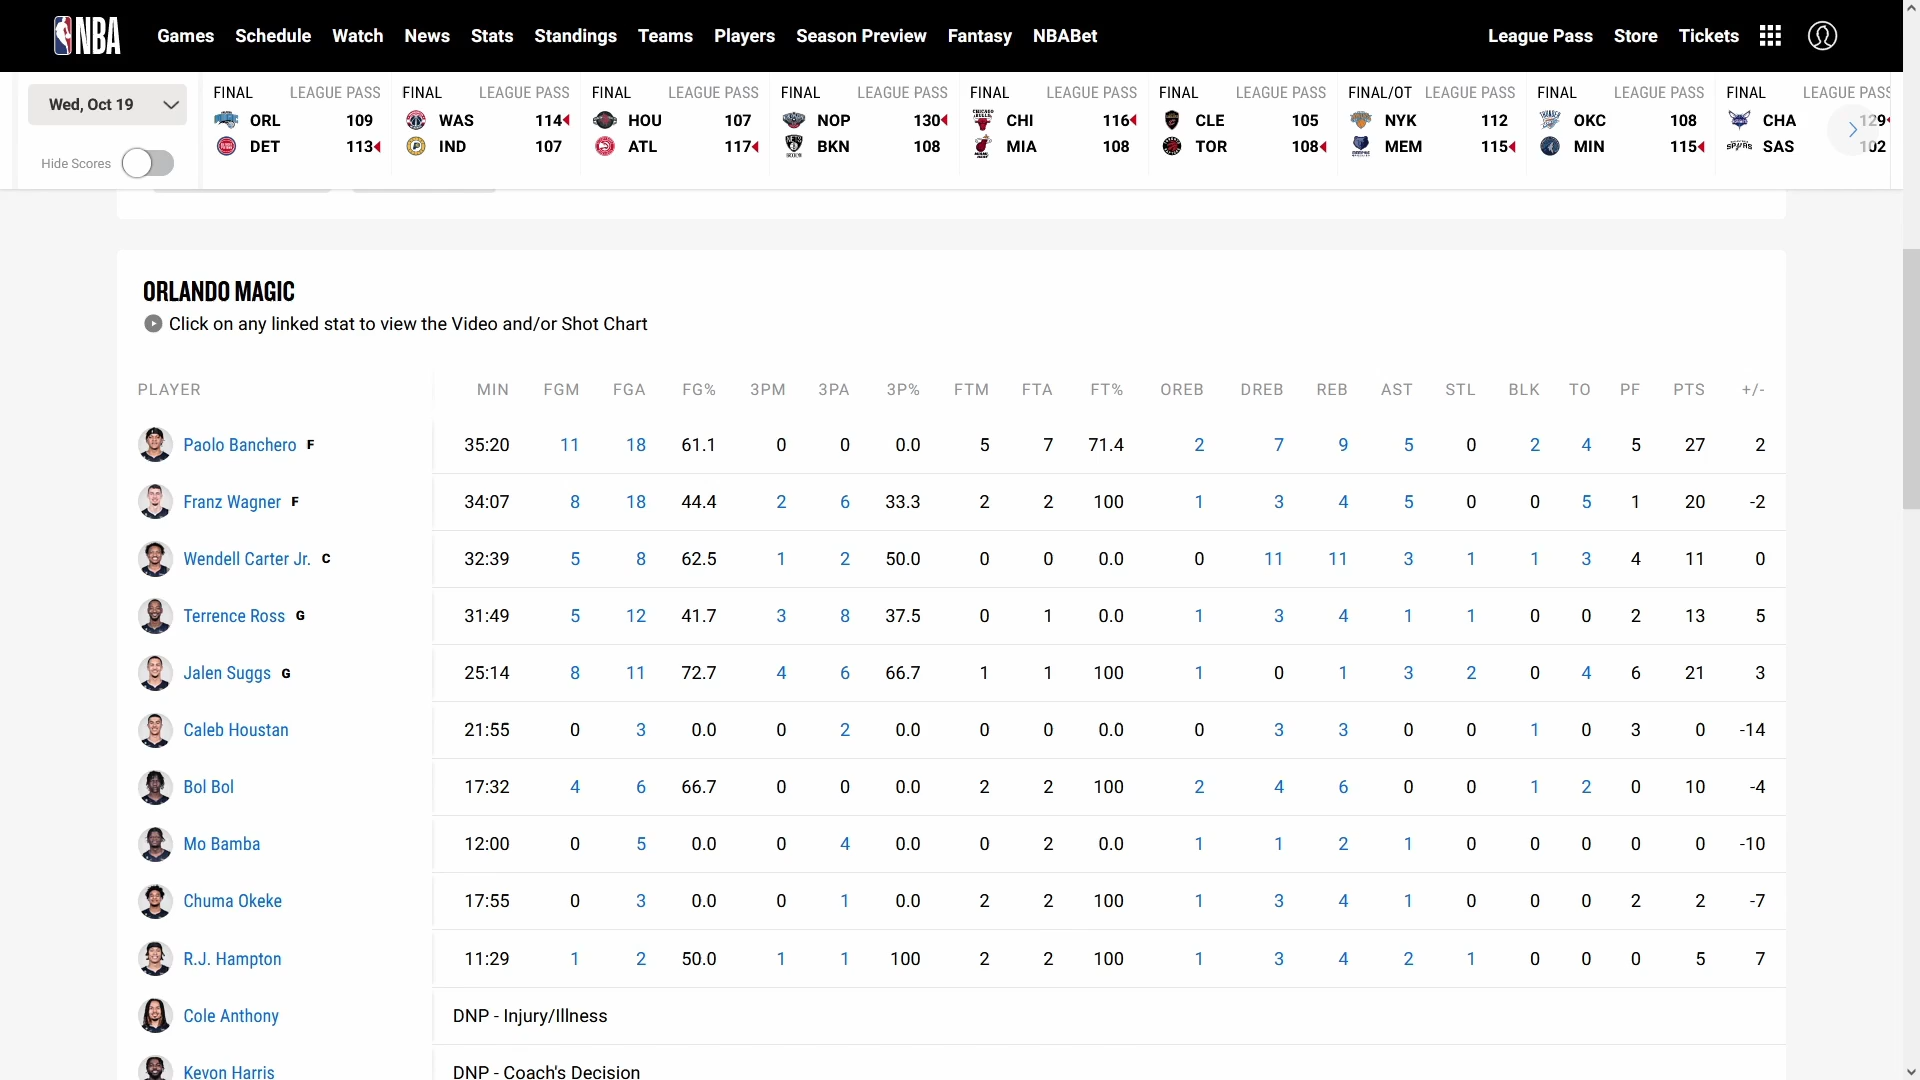 NBA Games Schedule Watch News Stats Standings Teams Players Season Preview Fantasy NBABet League Pass Store Tickets
Wed, Oct 19
Hide Scores
FINAL LEAGUE PASS
ORL 109
DET 113
FINAL LEAGUE PASS
WAS 114
IND 107
FINAL LEAGUE PASS
HOU 107
ATL 117
FINAL LEAGUE PASS
NOP 130
BKN 108
FINAL LEAGUE PASS
CHI 116
MIA 108
FINAL LEAGUE PASS
CLE 105
TOR 108
FINAL/OT LEAGUE PASS
NYK 112
MEM 115
FINAL LEAGUE PASS
OKC 108
MIN 115
FINAL LEAGUE PASS
CHA 129
SAS 102
ORLANDO MAGIC
Click on any linked stat to view the Video and/or Shot Chart
PLAYER MIN FGM FGA FG% 3PM 3PA 3P% FTM FTA FT% OREB DREB REB AST STL BLK TO PF PTS +/-
Paolo Banchero F 35:20 11 18 61.1 0 0 0.0 5 7 71.4 2 7 9 5 0 2 4 5 27 2
Franz Wagner F 34:07 8 18 44.4 2 6 33.3 2 2 100 1 3 4 5 0 0 5 1 20 -2
Wendell Carter Jr. C 32:39 5 8 62.5 1 2 50.0 0 0 0.0 0 11 11 3 1 1 3 4 11 0
Terrence Ross G 31:49 5 12 41.7 3 8 37.5 0 1 0.0 1 3 4 1 1 0 0 2 13 5
Jalen Suggs G 25:14 8 11 72.7 4 6 66.7 1 1 100 1 0 1 3 2 0 4 6 21 3
Caleb Houstan 21:55 0 3 0.0 0 2 0.0 0 0 0.0 0 3 3 0 0 1 0 3 0 -14
Bol Bol 17:32 4 6 66.7 0 0 0.0 2 2 100 2 4 6 0 0 1 2 0 10 -4
Mo Bamba 12:00 0 5 0.0 0 4 0.0 0 2 0.0 1 1 2 1 0 0 0 0 0 -10
Chuma Okeke 17:55 0 3 0.0 0 1 0.0 2 2 100 1 3 4 1 0 0 0 2 2 -7
R.J. Hampton 11:29 1 2 50.0 1 1 100 2 2 100 1 3 4 2 1 0 0 0 5 7
Cole Anthony DNP - Injury/Illness
Kevon Harris DNP - Coach's Decision